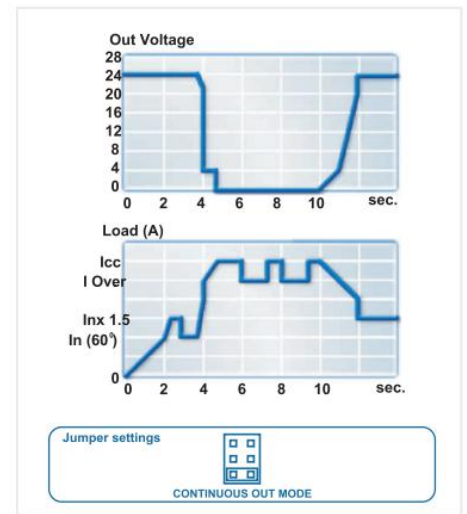 Out Voltage
28
24
20
16
12
8
4
0
0 2 4 6 8 10 sec.
Load (A)
Icc
I Over
Inx 1.5
In (60°)
0
0 2 4 6 8 10 sec.
Jumper settings
CONTINUOUS OUT MODE